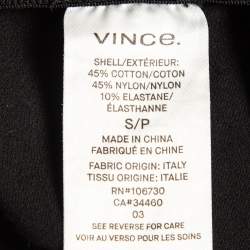 VINCE.
SHELL/EXTÉRIEUR:
45% COTTON/COTON
45% NYLON/NYLON
10% ELASTANE/
ÉLASTHANNE
S/P
MADE IN CHINA
FABRIQUÉ EN CHINE
FABRIC ORIGIN: ITALY
TISSU ORIGINE: ITALIE
RN#106730
CA#34460
03
SEE REVERSE FOR CARE
VOIR AU VERSO POUR LES SOINS